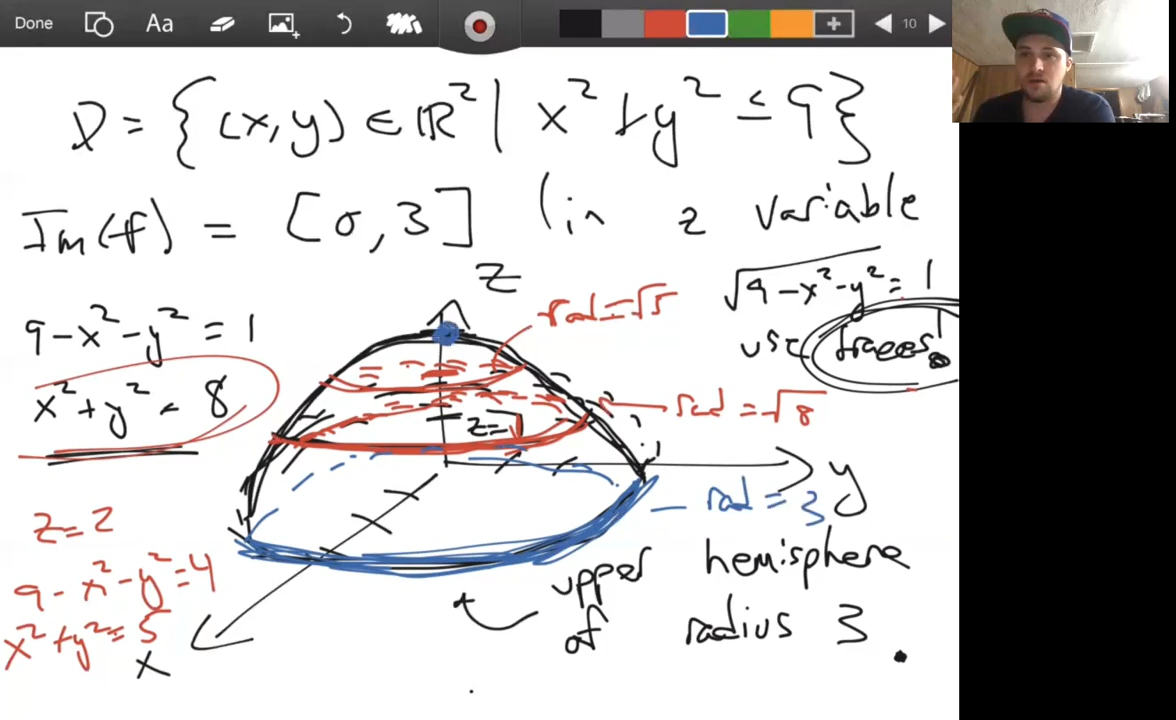 Done Aa 10
D = { (x,y) ∈ ℝ² | x² + y² ≤ 9 }
Im(f) = [0,3] (in z variable
z
√9 - x² - y² = 1
use traces!
9 - x² - y² = 1
x² + y² = 8
rad = √5
rad = √8
z=1
y
rad = 3
z = 2
9 - x² - y² = 4
x² + y² = 5
x
upper hemisphere
of radius 3.